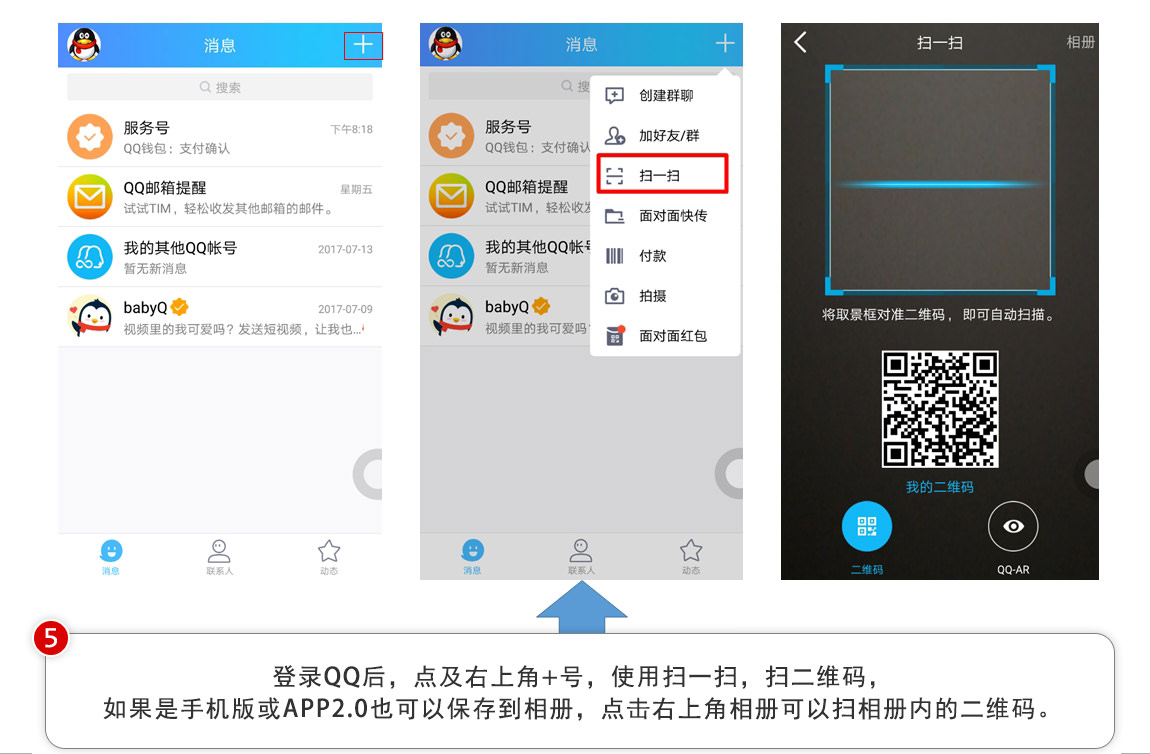 消息
搜索
服务号
下午8:18
QQ钱包：支付确认
QQ邮箱提醒
星期五
试试TIM，轻松收发其他邮箱的邮件。
我的其他QQ帐号
2017-07-13
暂无新消息
babyQ
2017-07-09
视频里的我可爱吗？发送短视频，让我也...
消息
联系人
动态
消息
搜
服务号
QQ钱包：支付确认
QQ邮箱提醒
试试TIM，轻松收发
我的其他QQ帐号
暂无新消息
babyQ
视频里的我可爱吗？
创建群聊
加好友/群
扫一扫
面对面快传
付款
拍摄
面对面红包
消息
联系人
动态
扫一扫
相册
将取景框对准二维码，即可自动扫描。
我的二维码
二维码
QQ-AR
5
登录QQ后，点及右上角+号，使用扫一扫，扫二维码，
如果是手机版或APP2.0也可以保存到相册，点击右上角相册可以扫相册内的二维码。